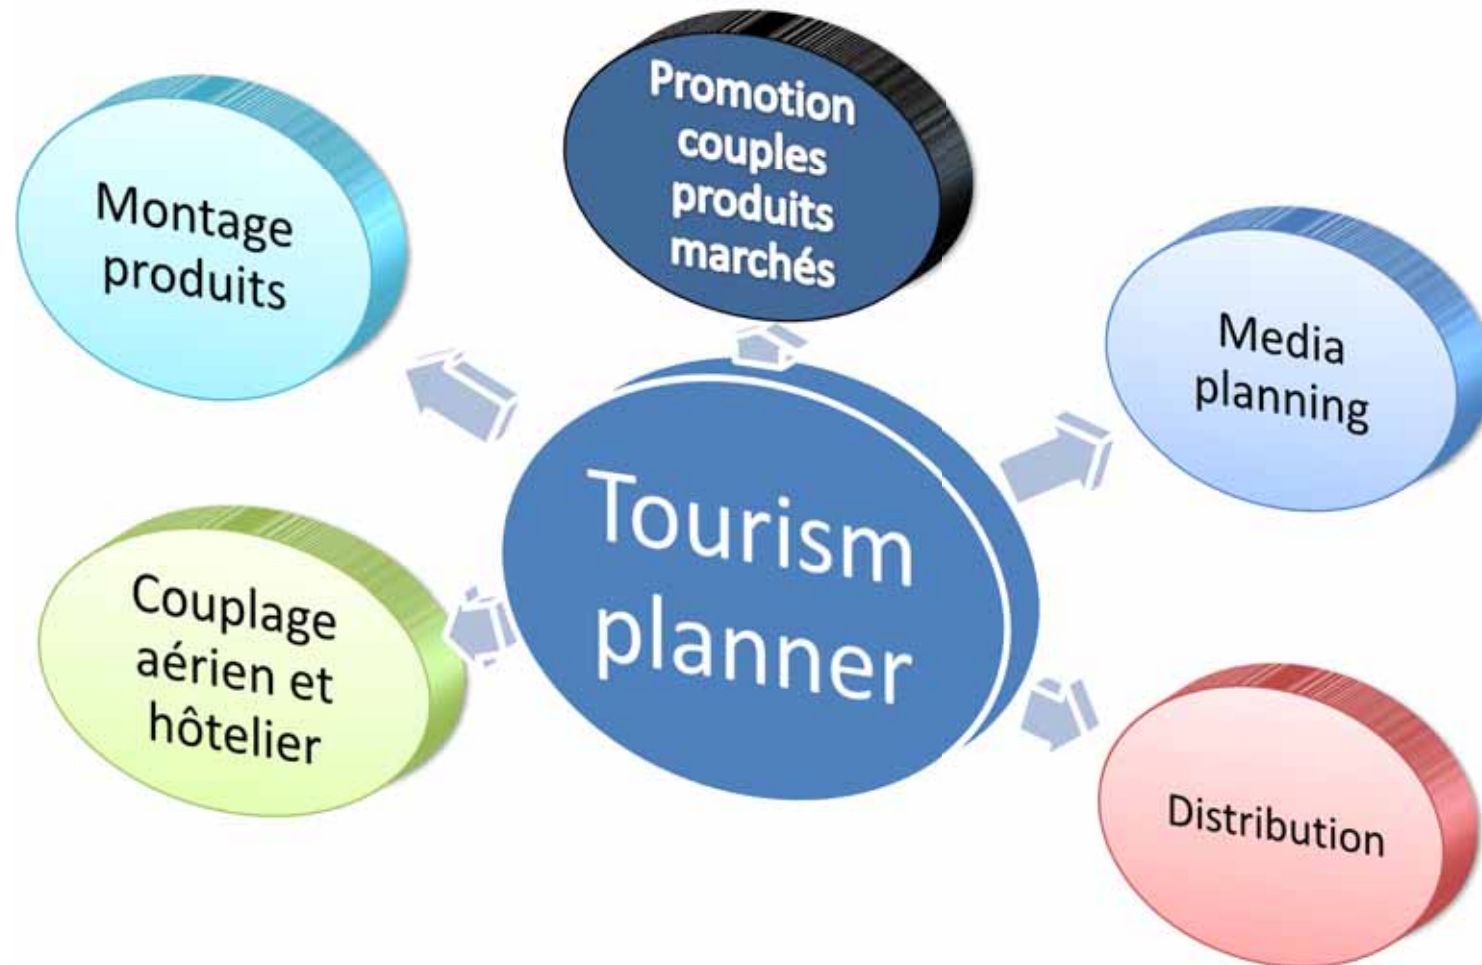 Promotion
couples
produits
marchés
Montage
produits
Media
planning
Tourism
planner
Couplage
aérien et
hôtelier
Distribution